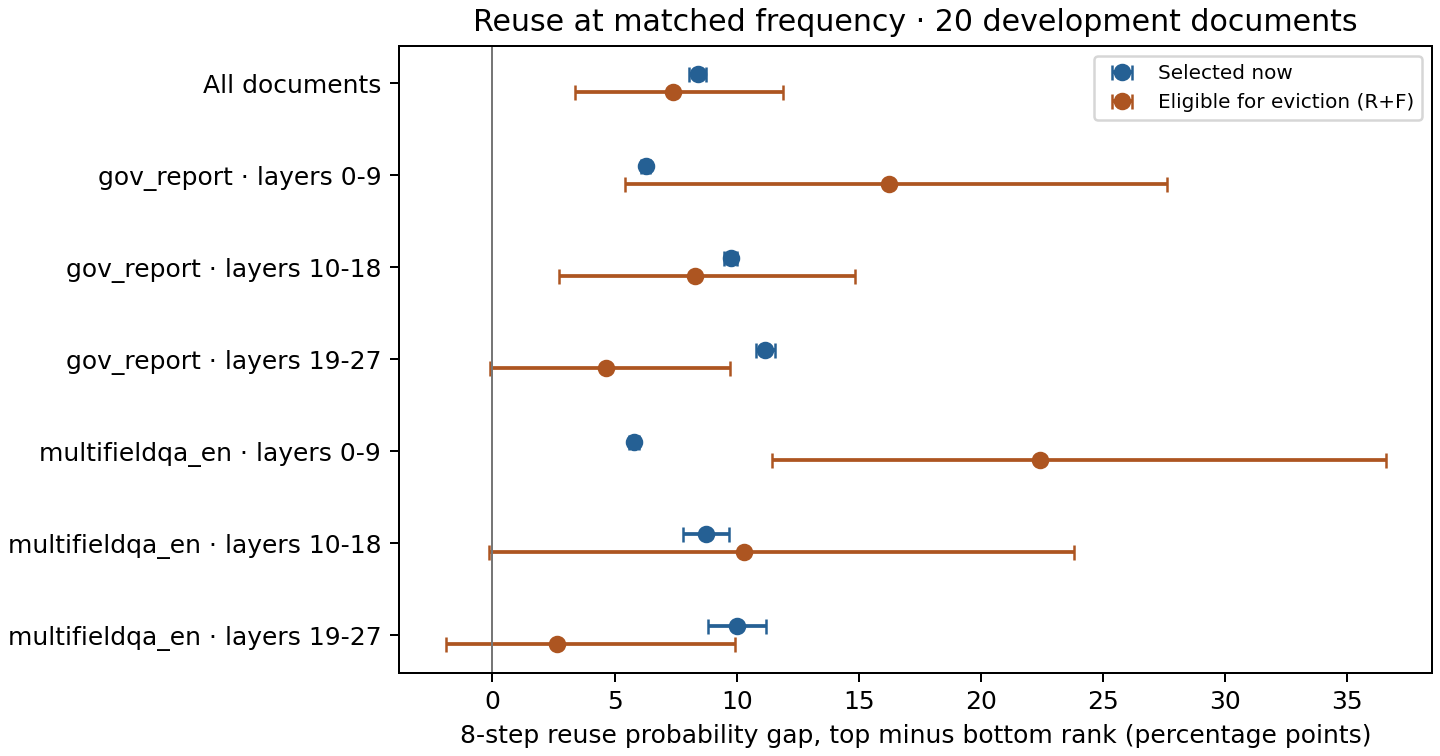 Reuse at matched frequency · 20 development documents
Selected now
Eligible for eviction (R+F)
All documents
gov_report · layers 0-9
gov_report · layers 10-18
gov_report · layers 19-27
multifieldqa_en · layers 0-9
multifieldqa_en · layers 10-18
multifieldqa_en · layers 19-27
0 5 10 15 20 25 30 35
8-step reuse probability gap, top minus bottom rank (percentage points)